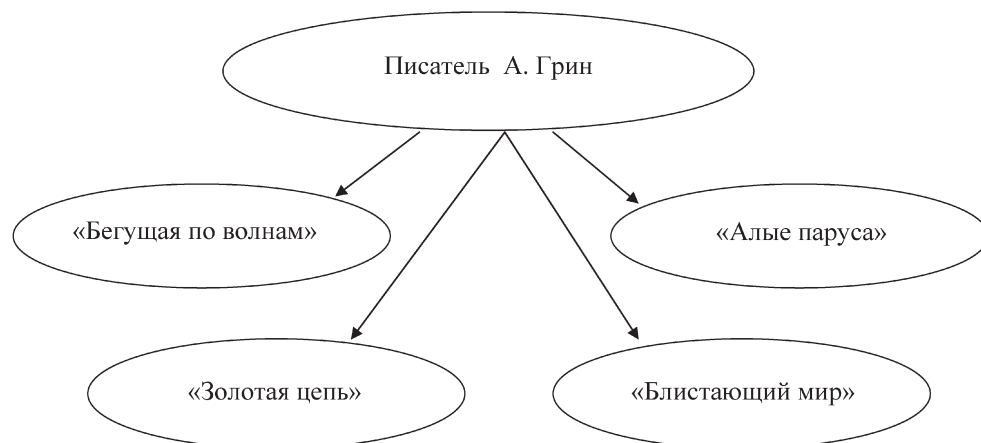 Писатель А. Грин
«Бегущая по волнам»
«Алые паруса»
«Золотая цепь»
«Блистающий мир»